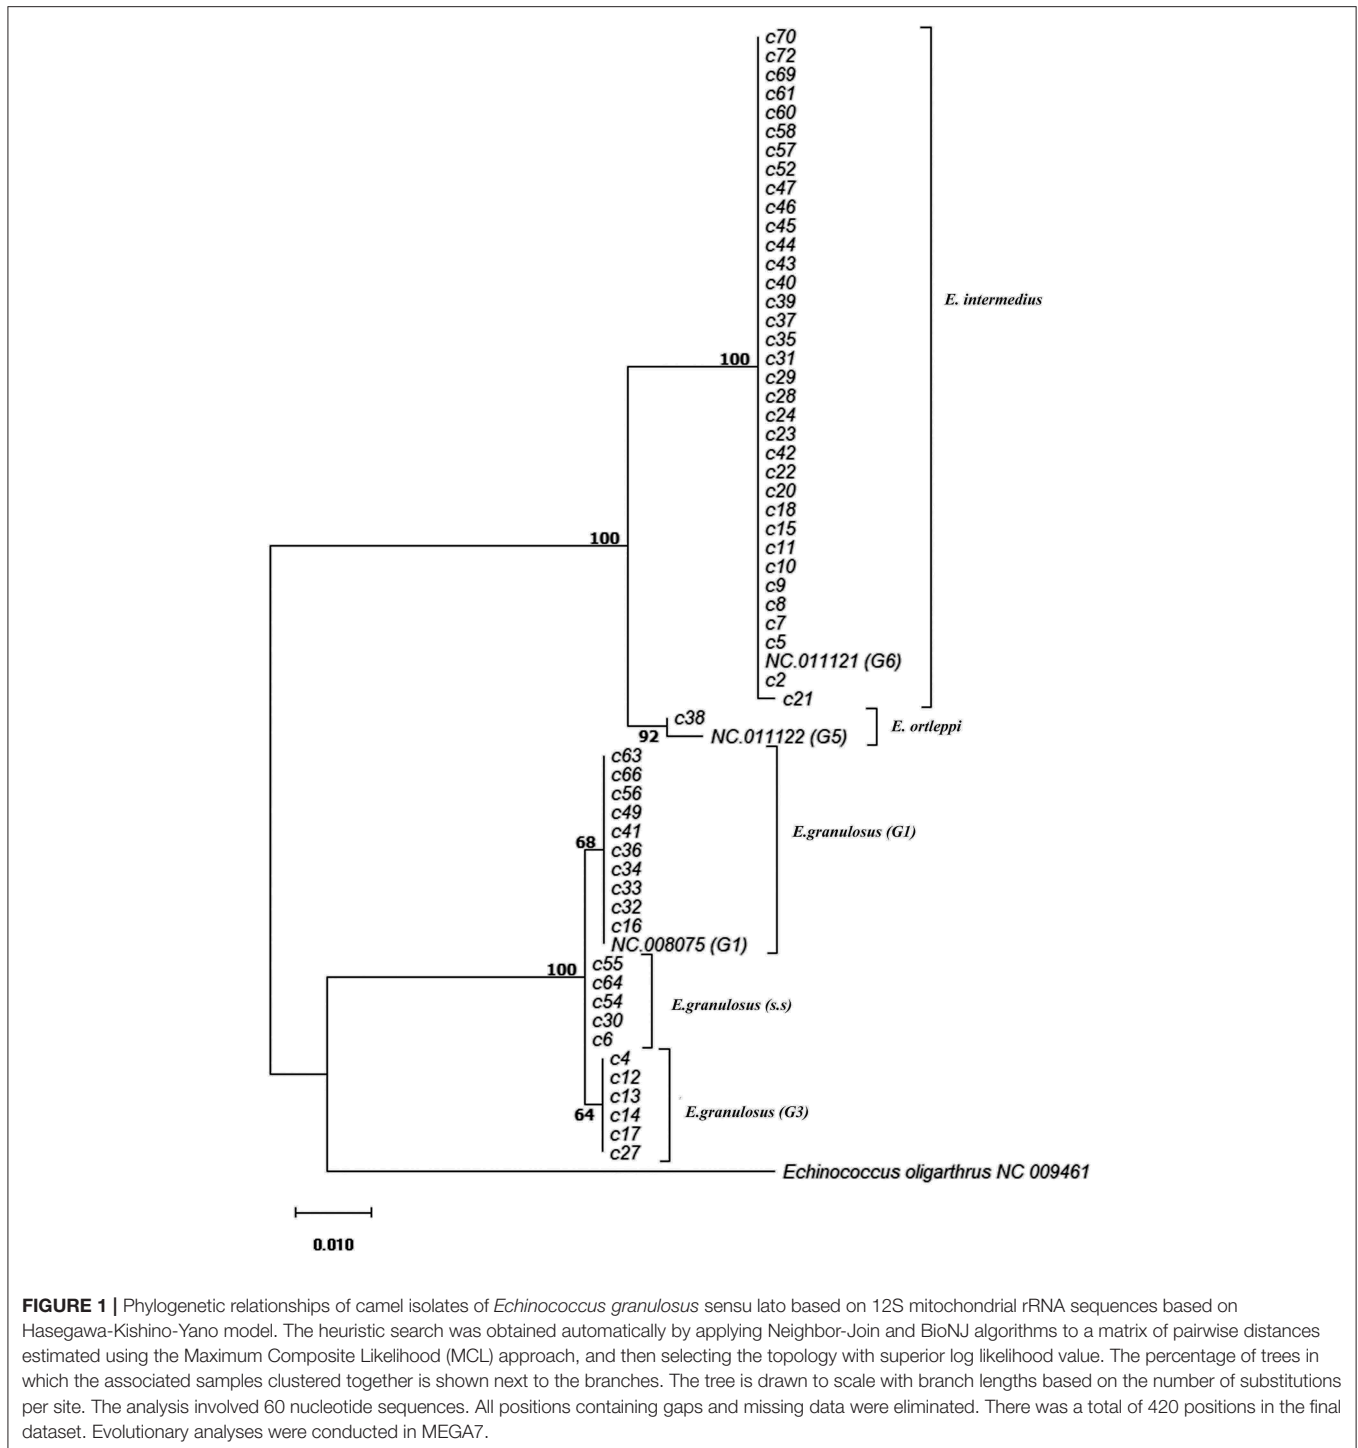 c70
c72
c69
c61
c60
c58
c57
c52
c47
c46
c45
c44
c43
c40
c39
E. intermedius
c37
c35
100 c31
c29
c28
c24
c23
c42
c22
c20
c18
c15
100
c11
c10
c9
c8
c7
c5
NC.011121 (G6)
c2
c21
c38
E. ortleppi
92 NC.011122 (G5)
c63
c66
c56
c49
c41
E.granulosus (G1)
68 c36
c34
c33
c32
c16
NC.008075 (G1)
c55
100
c64
c54
E.granulosus (s.s)
c30
c6
c4
c12
c13
64 c14
E.granulosus (G3)
c17
c27
Echinococcus oligarthrus NC 009461
0.010
FIGURE 1 | Phylogenetic relationships of camel isolates of Echinococcus granulosus sensu lato based on 12S mitochondrial rRNA sequences based on
Hasegawa-Kishino-Yano model. The heuristic search was obtained automatically by applying Neighbor-Join and BioNJ algorithms to a matrix of pairwise distances
estimated using the Maximum Composite Likelihood (MCL) approach, and then selecting the topology with superior log likelihood value. The percentage of trees in
which the associated samples clustered together is shown next to the branches. The tree is drawn to scale with branch lengths based on the number of substitutions
per site. The analysis involved 60 nucleotide sequences. All positions containing gaps and missing data were eliminated. There was a total of 420 positions in the final
dataset. Evolutionary analyses were conducted in MEGA7.